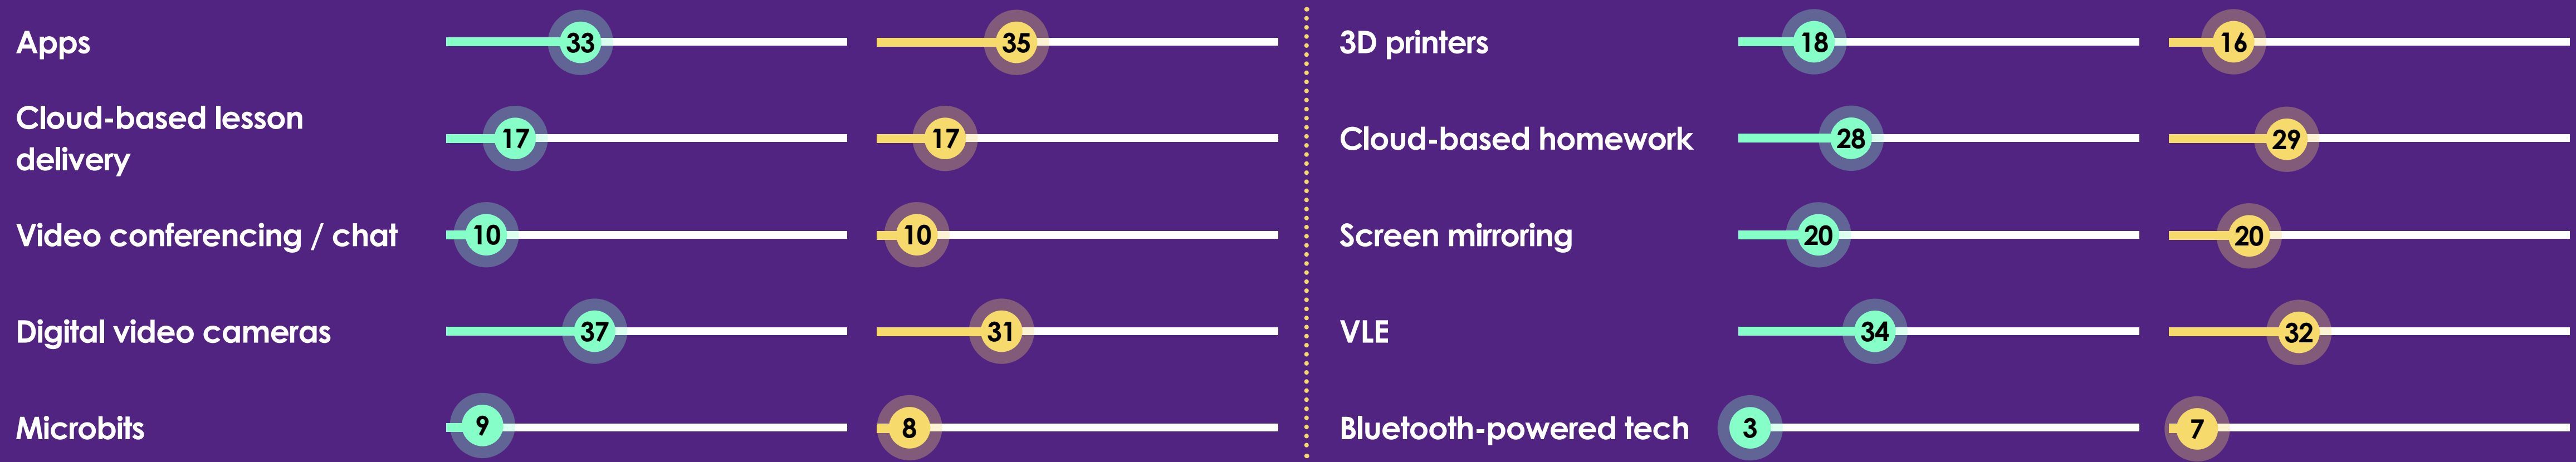 Apps 33 35
Cloud-based lesson
delivery 17 17
Video conferencing / chat 10 10
Digital video cameras 37 31
Microbits 9 8
3D printers 18 16
Cloud-based homework 28 29
Screen mirroring 20 20
VLE 34 32
Bluetooth-powered tech 3 7